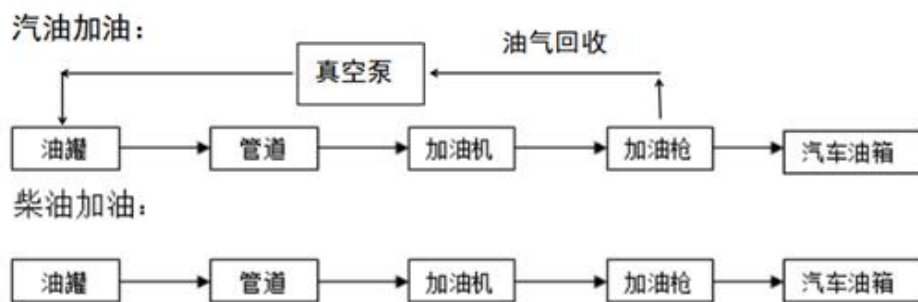 汽油加油：
油气回收
真空泵
油罐 管道 加油机 加油枪 汽车油箱
柴油加油：
油罐 管道 加油机 加油枪 汽车油箱